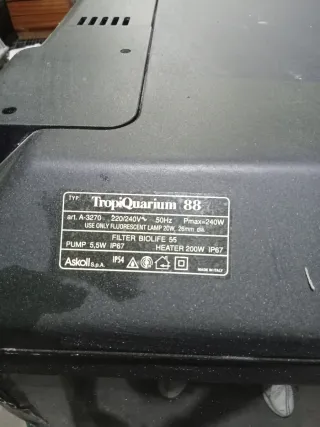 TYP TropiQuarium 88
art. A-3270 220/240V~ 50Hz Pmax=240W
USE ONLY FLUORESCENT LAMP 20W, 26mm dia.
FILTER BIOLIFE 55
PUMP 5,5W IP67 HEATER 200W IP67
Askoll S.p.A. IP54
MADE IN ITALY